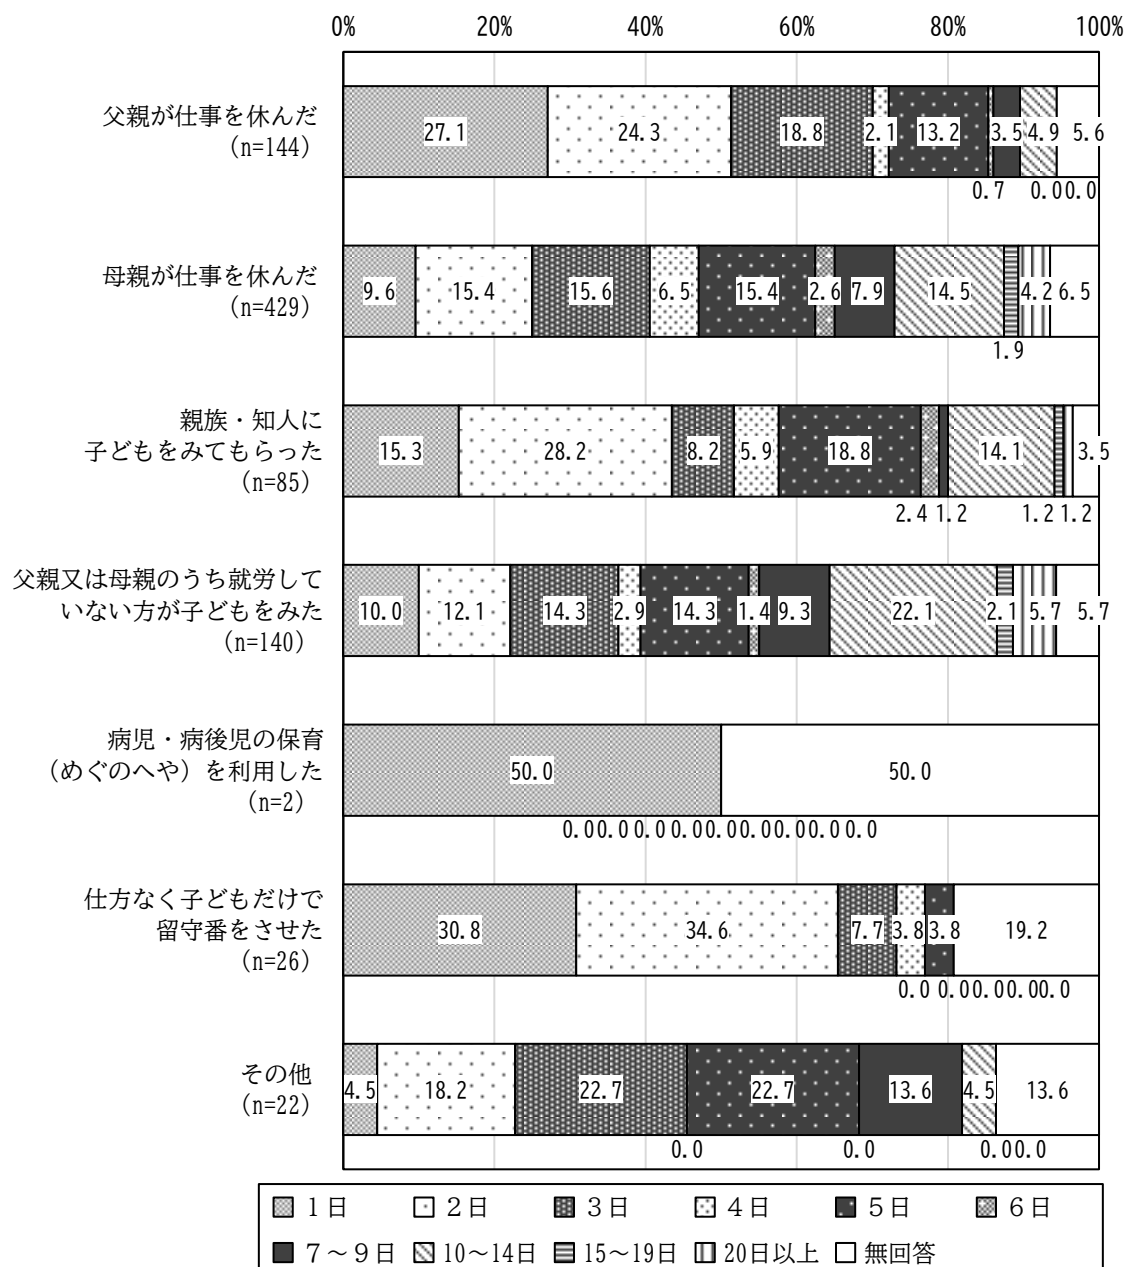 0% 20% 40% 60% 80% 100%
父親が仕事を休んだ
(n=144)
27.1 24.3 18.8 2.1 13.2 3.5 4.9 5.6
0.7 0.0 0.0
母親が仕事を休んだ
(n=429)
9.6 15.4 15.6 6.5 15.4 2.6 7.9 14.5 4.2 6.5
1.9
親族・知人に
子どもをみてもらった
(n=85)
15.3 28.2 8.2 5.9 18.8 14.1 3.5
2.4 1.2 1.2 1.2
父親又は母親のうち就労して
いない方が子どもをみた
(n=140)
10.0 12.1 14.3 2.9 14.3 1.4 9.3 22.1 2.1 5.7 5.7
病児・病後児の保育
（めぐのへや）を利用した
(n=2)
50.0 50.0
0.0 0.0 0.0 0.0 0.0 0.0 0.0 0.0 0.0
仕方なく子どもだけで
留守番をさせた
(n=26)
30.8 34.6 7.7 3.8 3.8 19.2
0.0 0.0 0.0 0.0 0.0
その他
(n=22)
4.5 18.2 22.7 22.7 13.6 4.5 13.6
0.0 0.0 0.0 0.0
１日 ２日 ３日 ４日 ５日 ６日
７～９日 10～14日 15～19日 20日以上 無回答